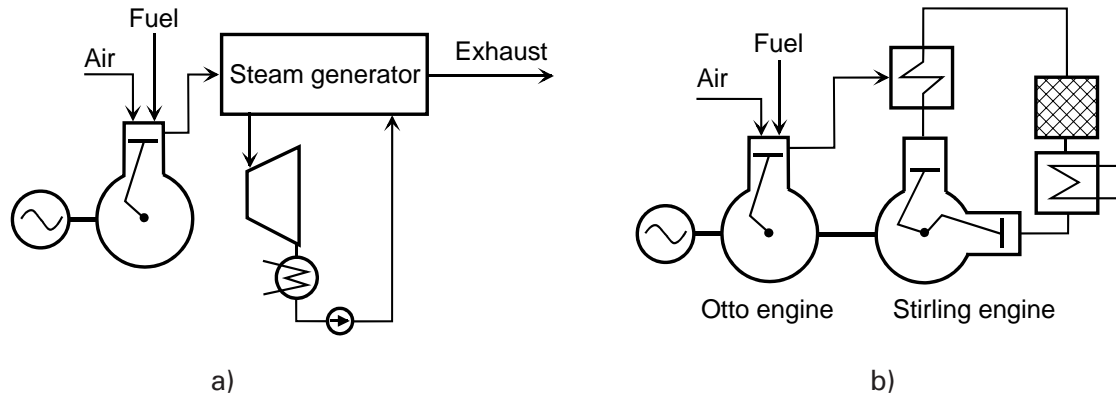 Fuel
Air
Steam generator
Exhaust
a)
Fuel
Air
Otto engine
Stirling engine
b)